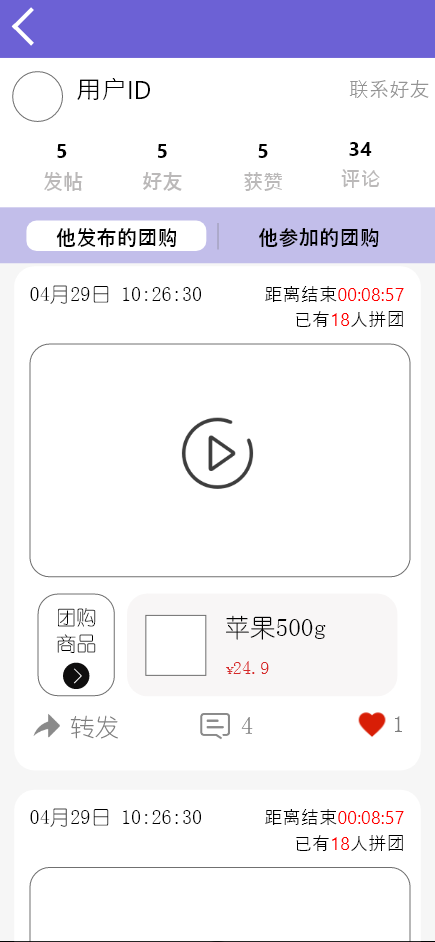 用户ID
联系好友
5 5 5 34
发帖 好友 获赞 评论
他发布的团购 他参加的团购
04月29日 10:26:30 距离结束00:08:57
已有18人拼团
团购
商品
苹果500g
¥24.9
转发 4 1
04月29日 10:26:30 距离结束00:08:57
已有18人拼团